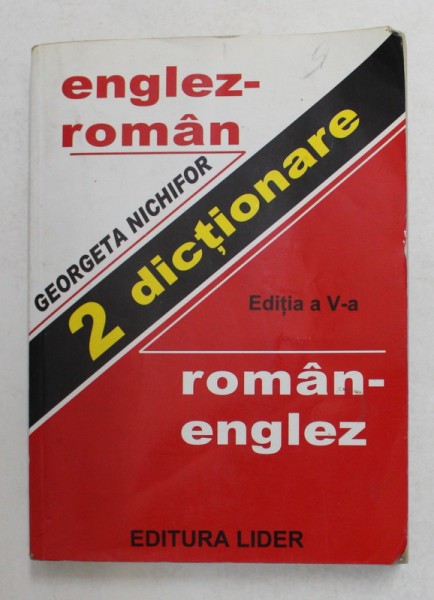 englez-
român
GEORGETA NICHIFOR
2 dicționare
Ediția a V-a
român-
englez
EDITURA LIDER